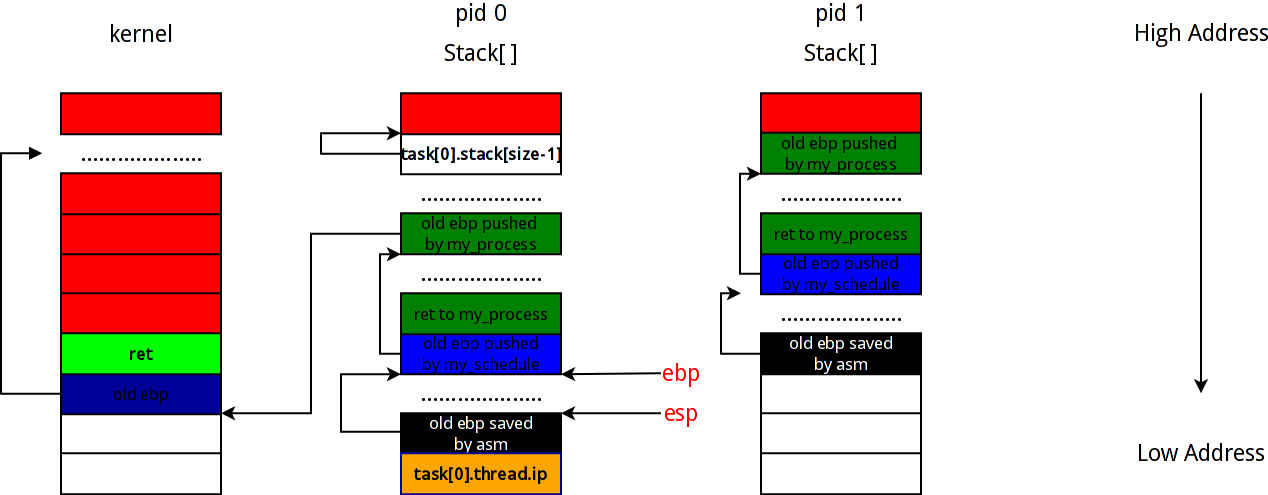 kernel
.....................
ret
old ebp
pid 0
Stack[ ]
task[0].stack[size-1]
.....................
old ebp pushed
by my_process
.....................
ret to my_process
old ebp pushed
by my_schedule
.....................
old ebp saved
by asm
task[0].thread.ip
ebp
esp
pid 1
Stack[ ]
old ebp pushed
by my_process
.....................
ret to my_process
old ebp pushed
by my_schedule
.....................
old ebp saved
by asm
High Address
Low Address